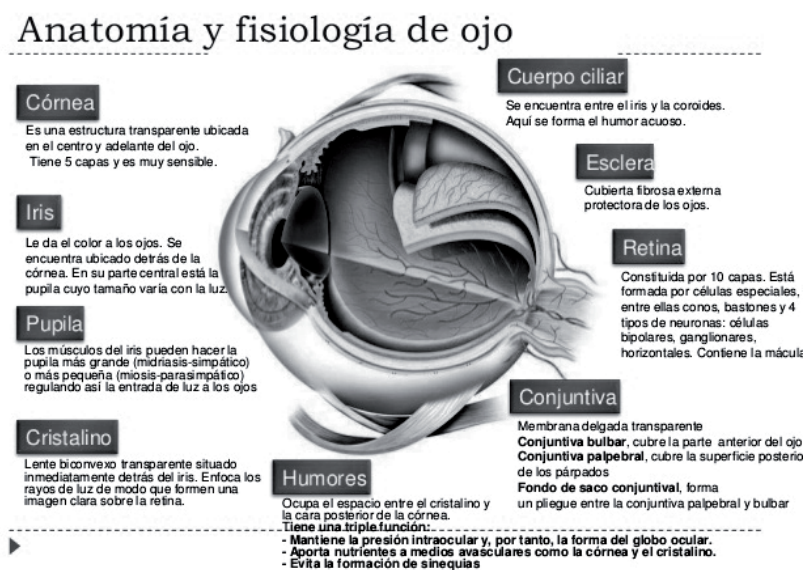 Anatomía y fisiología de ojo
Córnea
Es una estructura transparente ubicada
en el centro y adelante del ojo.
Tiene 5 capas y es muy sensible.
Iris
Le da el color a los ojos. Se
encuentra ubicado detrás de la
córnea. En su parte central está la
pupila cuyo tamaño varía con la luz.
Pupila
Los músculos del iris pueden hacer la
pupila más grande (midriasis-simpático)
o más pequeña (miosis-parasimpático)
regulando así la entrada de luz a los ojos
Cristalino
Lente biconvexo transparente situado
inmediatamente detrás del iris. Enfoca los
rayos de luz de modo que formen una
imagen clara sobre la retina.
Humores
Ocupa el espacio entre el cristalino y
la cara posterior de la córnea.
Tiene una triple función:
- Mantiene la presión intraocular y, por tanto, la forma del globo ocular.
- Aporta nutrientes a medios avasculares como la córnea y el cristalino.
- Evita la formación de sinequias
Cuerpo ciliar
Se encuentra entre el iris y la coroides.
Aquí se forma el humor acuoso.
Esclera
Cubierta fibrosa externa
protectora de los ojos.
Retina
Constituida por 10 capas. Está
formada por células especiales,
entre ellas conos, bastones y 4
tipos de neuronas: células
bipolares, ganglionares,
horizontales. Contiene la mácula
Conjuntiva
Membrana delgada transparente
Conjuntiva bulbar, cubre la parte anterior del ojo
Conjuntiva palpebral, cubre la superficie posterio
de los párpados
Fondo de saco conjuntival, forma
un pliegue entre la conjuntiva palpebral y bulbar